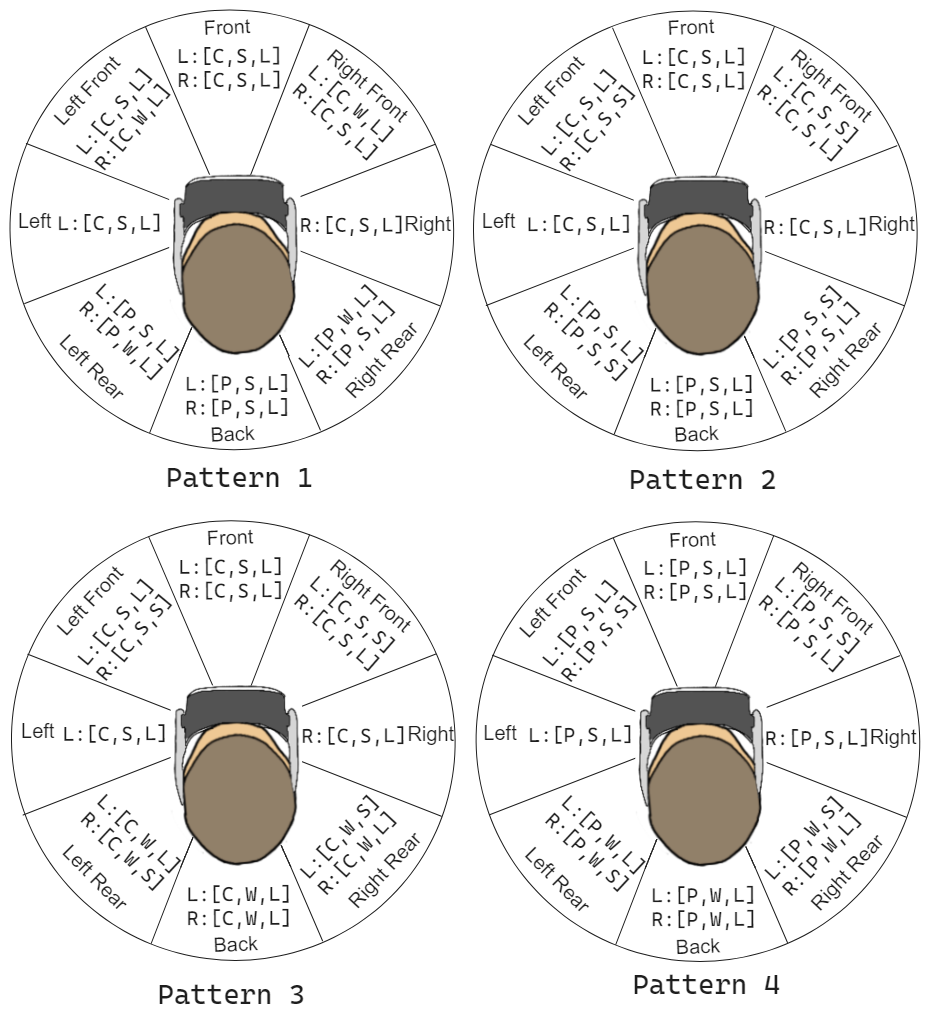 Front
L:[C,S,L]
R:[C,S,L]
Left Front
L:[C,S,L]
R:[C,W,L]
Right Front
L:[C,W,L]
R:[C,S,L]
Left L:[C,S,L]
R:[C,S,L]Right
L:[P,S,L]
R:[P,W,L]
Left Rear
L:[P,W,L]
R:[P,S,L]
Right Rear
L:[P,S,L]
R:[P,S,L]
Back
Pattern 1
Front
L:[C,S,L]
R:[C,S,L]
Left Front
L:[C,S,L]
R:[C,S,S]
Right Front
L:[C,S,S]
R:[C,S,L]
Left L:[C,S,L]
R:[C,S,L]Right
L:[P,S,L]
R:[P,S,S]
Left Rear
L:[P,S,S]
R:[P,S,L]
Right Rear
L:[P,S,L]
R:[P,S,L]
Back
Pattern 2
Front
L:[C,S,L]
R:[C,S,L]
Left Front
L:[C,S,L]
R:[C,S,S]
Right Front
L:[C,S,S]
R:[C,S,L]
Left L:[C,S,L]
R:[C,S,L]Right
L:[C,W,L]
R:[C,W,S]
Left Rear
L:[C,W,S]
R:[C,W,L]
Right Rear
L:[C,W,L]
R:[C,W,L]
Back
Pattern 3
Front
L:[P,S,L]
R:[P,S,L]
Left Front
L:[P,S,L]
R:[P,S,S]
Right Front
L:[P,S,S]
R:[P,S,L]
Left L:[P,S,L]
R:[P,S,L]Right
L:[P,W,L]
R:[P,W,S]
Left Rear
L:[P,W,S]
R:[P,W,L]
Right Rear
L:[P,W,L]
R:[P,W,L]
Back
Pattern 4